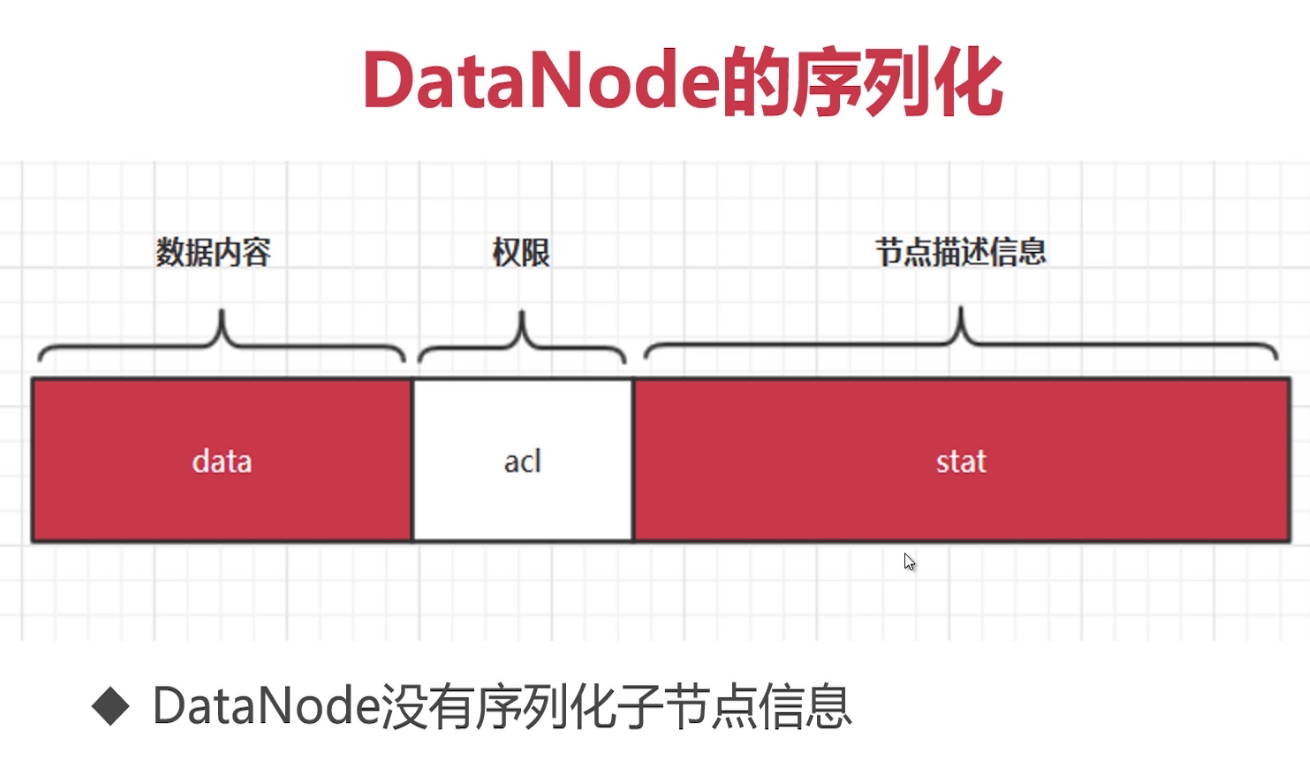 DataNode的序列化
数据内容 权限 节点描述信息
data acl stat
◆ DataNode没有序列化子节点信息